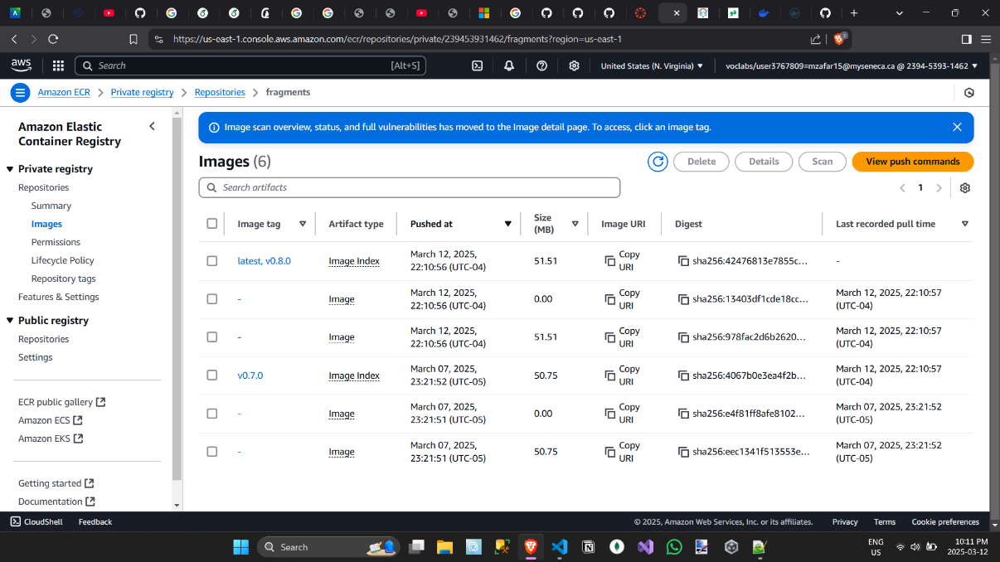 https://us-east-1.console.aws.amazon.com/ecr/repositories/private/239453931462/fragments?region=us-east-1
2
aws
Search [Alt+S]
United States (N. Virginia)
voclabs/user3767809=mzafar15@myseneca.ca @ 2394-5393-1462
Amazon ECR > Private registry > Repositories > fragments
Amazon Elastic
Container Registry
Private registry
Repositories
Summary
Images
Permissions
Lifecycle Policy
Repository tags
Features & Settings
Public registry
Repositories
Settings
ECR public gallery
Amazon ECS
Amazon EKS
Getting started
Documentation
Image scan overview, status, and full vulnerabilities has moved to the Image detail page. To access, click an image tag.
Images (6)
Delete
Details
Scan
View push commands
Search artifacts
1
Image tag
Artifact type
Pushed at
Size
(MB)
Image URI
Digest
Last recorded pull time
latest, v0.8.0
Image Index
March 12, 2025,
22:10:56 (UTC-04)
51.51
Copy
URI
sha256:42476813e7855c...
-
-
Image
March 12, 2025,
22:10:56 (UTC-04)
0.00
Copy
URI
sha256:13403df1cde18cc...
March 12, 2025, 22:10:57
(UTC-04)
-
Image
March 12, 2025,
22:10:56 (UTC-04)
51.51
Copy
URI
sha256:978fac2d6b2620...
March 12, 2025, 22:10:57
(UTC-04)
v0.7.0
Image Index
March 07, 2025,
23:21:52 (UTC-05)
50.75
Copy
URI
sha256:4067b0e3ea4f2b...
March 12, 2025, 22:10:57
(UTC-04)
-
Image
March 07, 2025,
23:21:51 (UTC-05)
0.00
Copy
URI
sha256:e4f81ff8afe8102...
March 07, 2025, 23:21:52
(UTC-05)
-
Image
March 07, 2025,
23:21:51 (UTC-05)
50.75
Copy
URI
sha256:eec1341f513553e...
March 07, 2025, 23:21:52
(UTC-05)
CloudShell
Feedback
© 2025, Amazon Web Services, Inc. or its affiliates.
Privacy
Terms
Cookie preferences
Search
ENG
US
10:11 PM
2025-03-12